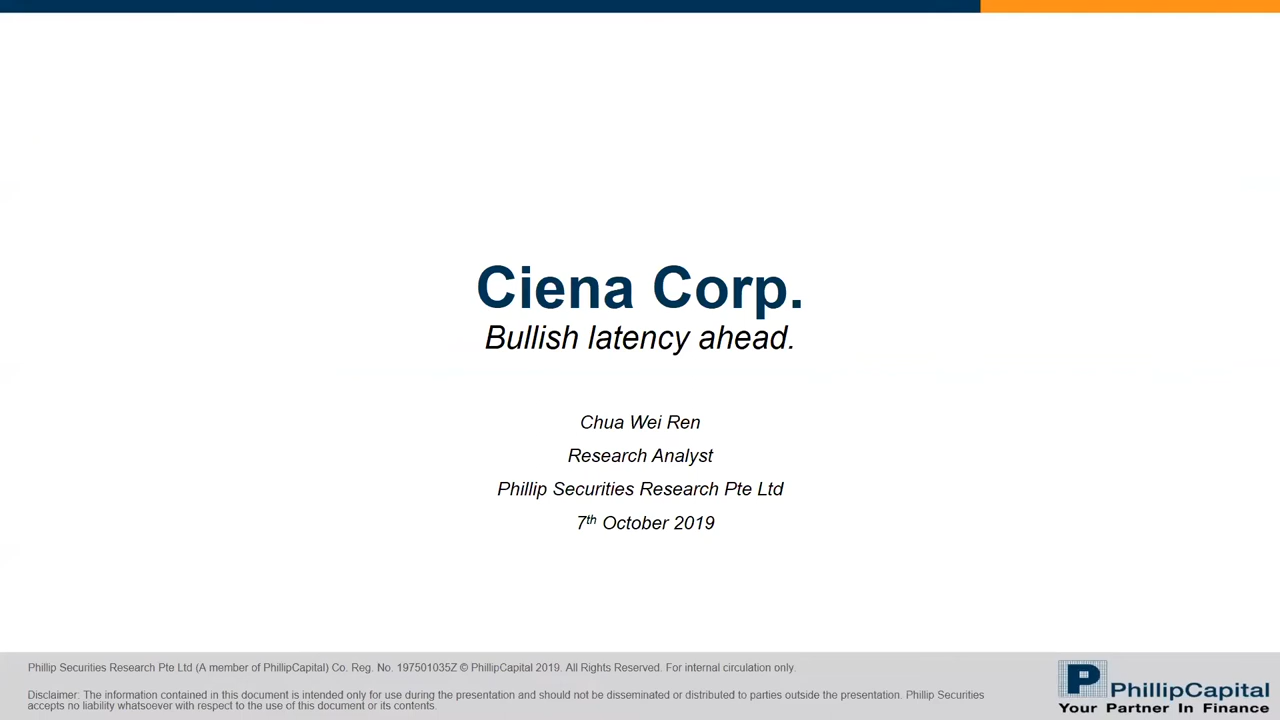 Ciena Corp.
Bullish latency ahead.
Chua Wei Ren
Research Analyst
Phillip Securities Research Pte Ltd
7th October 2019
Phillip Securities Research Pte Ltd (A member of PhillipCapital) Co. Reg. No. 197501035Z © PhillipCapital 2019. All Rights Reserved. For internal circulation only.
Disclaimer: The information contained in this document is intended only for use during the presentation and should not be disseminated or distributed to parties outside the presentation. Phillip Securities
accepts no liability whatsoever with respect to the use of this document or its contents.
P
PhillipCapital
Your Partner In Finance